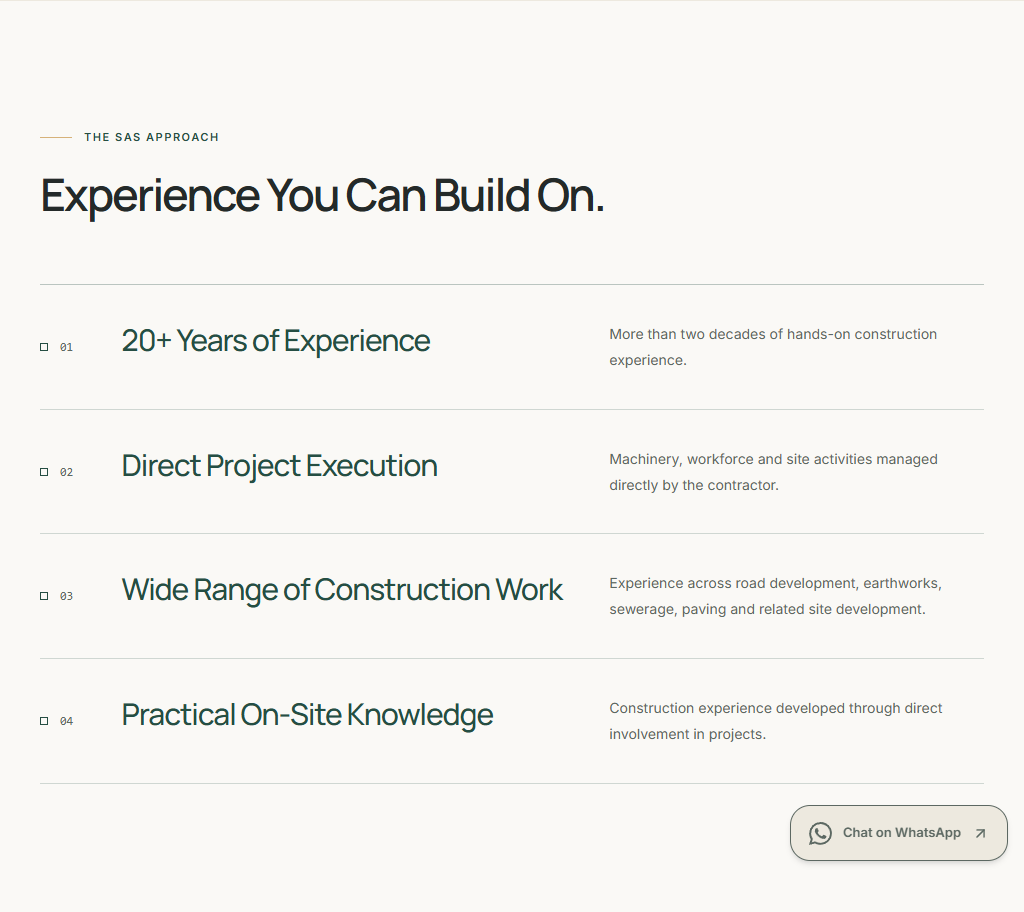 THE SAS APPROACH
Experience You Can Build On.
01
20+ Years of Experience
More than two decades of hands-on construction
experience.
02
Direct Project Execution
Machinery, workforce and site activities managed
directly by the contractor.
03
Wide Range of Construction Work
Experience across road development, earthworks,
sewerage, paving and related site development.
04
Practical On-Site Knowledge
Construction experience developed through direct
involvement in projects.
Chat on WhatsApp